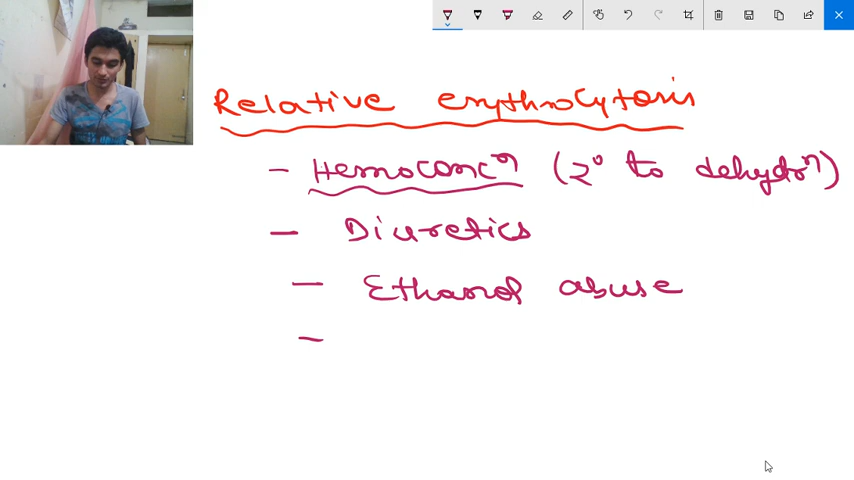 Relative erythrocytosis
- Hemoconcⁿ (2° to dehydrⁿ)
- Diuretics
- Ethanol abuse
-